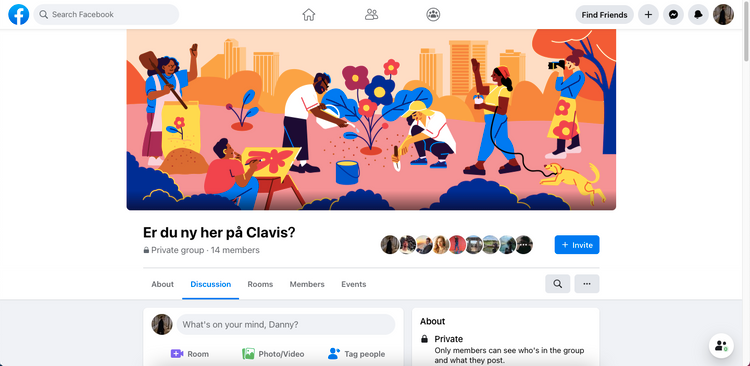 Search Facebook
Find Friends
Er du ny her på Clavis?
Private group · 14 members
Invite
About
Discussion
Rooms
Members
Events
What's on your mind, Danny?
Room
Photo/Video
Tag people
About
Private
Only members can see who's in the group
and what they post.